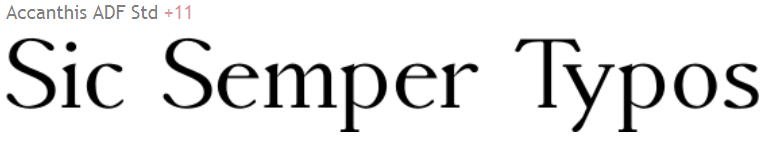 Accanthis ADF Std +11
Sic Semper Typos